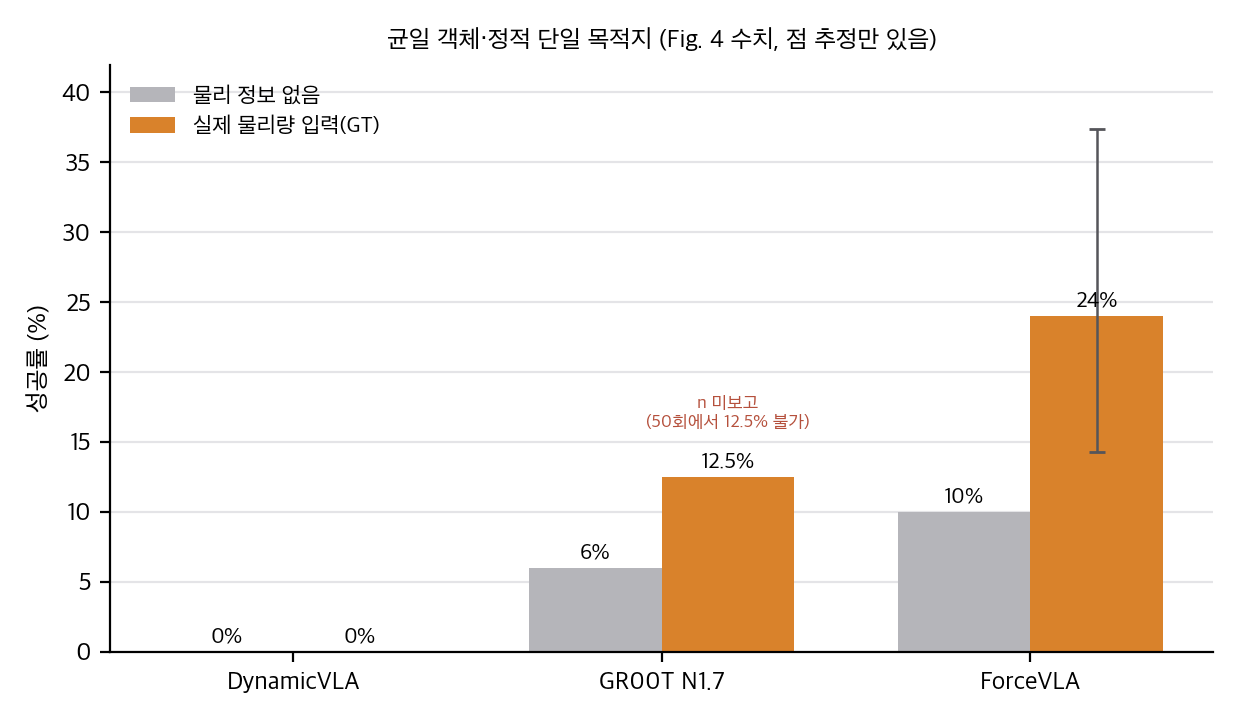 균일 객체·정적 단일 목적지 (Fig. 4 수치, 점 추정만 있음)
물리 정보 없음
실제 물리량 입력(GT)
성공률 (%)
40
35
30
25
20
15
10
5
0
0%
0%
6%
n 미보고
(50회에서 12.5% 불가)
12.5%
10%
24%
DynamicVLA
GR00T N1.7
ForceVLA